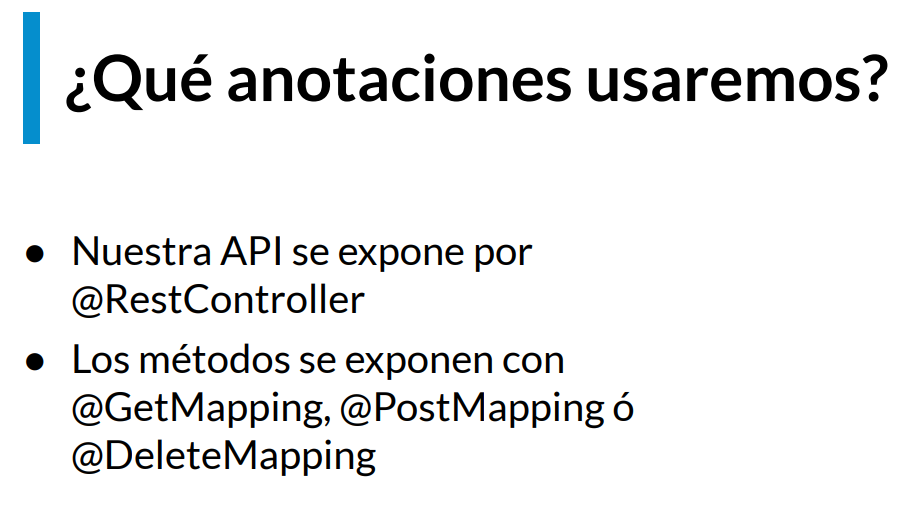 ¿Qué anotaciones usaremos?
● Nuestra API se expone por
@RestController
● Los métodos se exponen con
@GetMapping, @PostMapping ó
@DeleteMapping